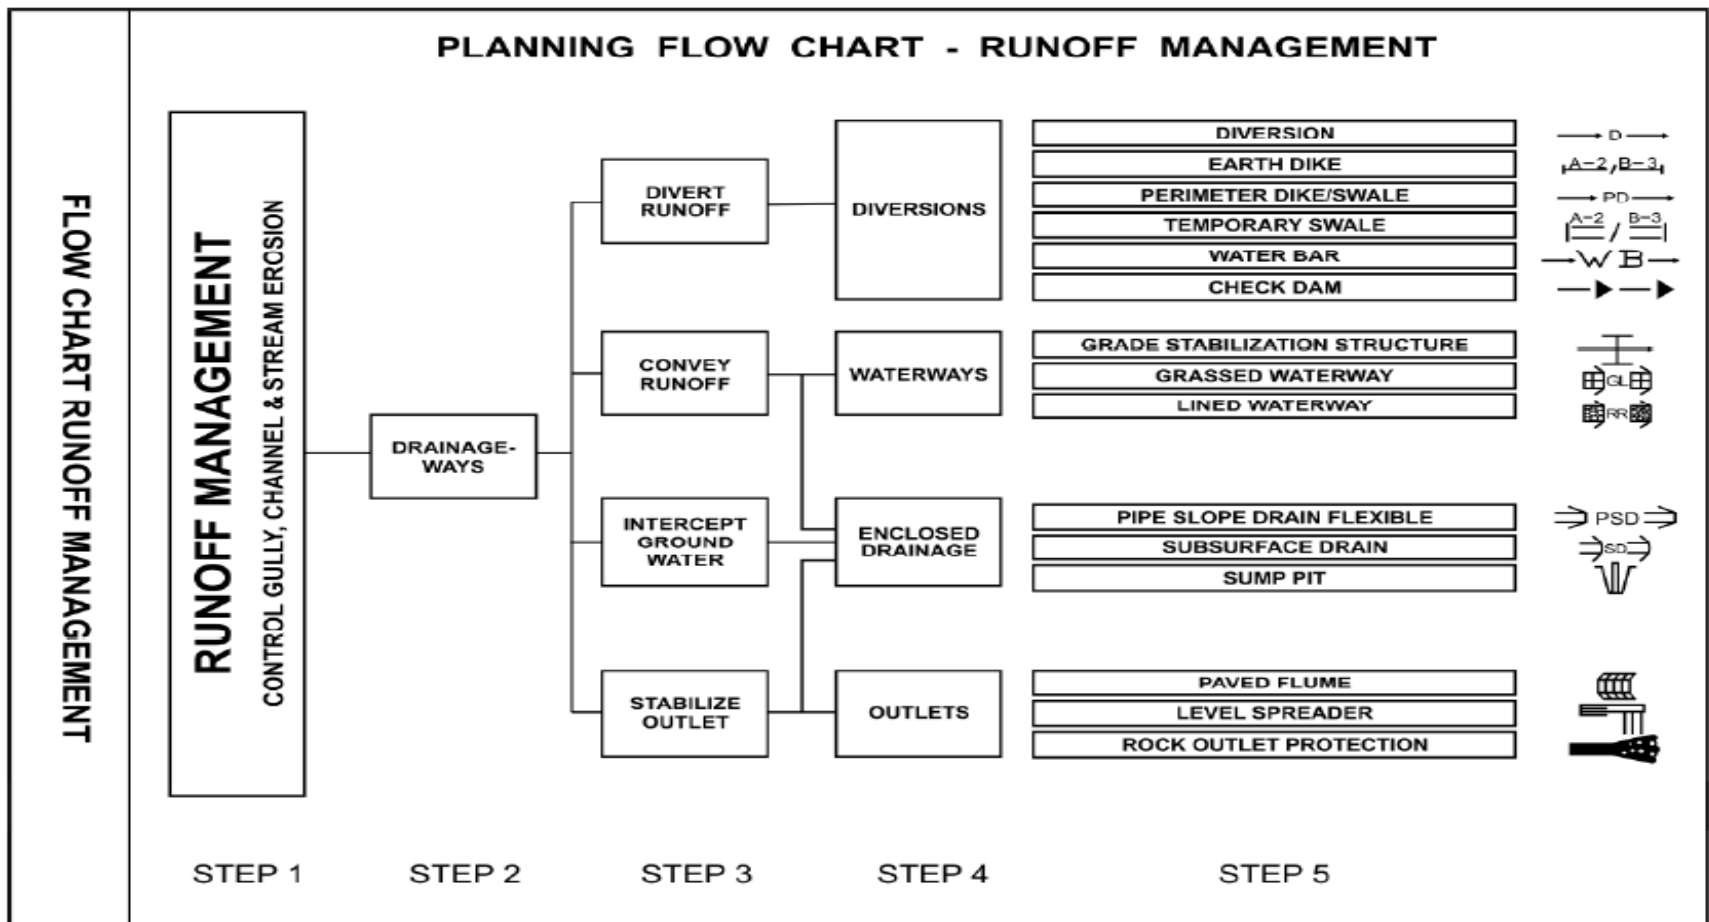 PLANNING FLOW CHART - RUNOFF MANAGEMENT
FLOW CHART RUNOFF MANAGEMENT
RUNOFF MANAGEMENT
CONTROL GULLY, CHANNEL & STREAM EROSION
DRAINAGE-
WAYS
DIVERT
RUNOFF
CONVEY
RUNOFF
INTERCEPT
GROUND
WATER
STABILIZE
OUTLET
DIVERSIONS
WATERWAYS
ENCLOSED
DRAINAGE
OUTLETS
DIVERSION
D
EARTH DIKE
A-2/B-3
PERIMETER DIKE/SWALE
PD
TEMPORARY SWALE
A-2 / B-3
WATER BAR
WB
CHECK DAM
GRADE STABILIZATION STRUCTURE
GRASSED WATERWAY
GL
LINED WATERWAY
RR
PIPE SLOPE DRAIN FLEXIBLE
PSD
SUBSURFACE DRAIN
SD
SUMP PIT
PAVED FLUME
LEVEL SPREADER
ROCK OUTLET PROTECTION
STEP 1
STEP 2
STEP 3
STEP 4
STEP 5